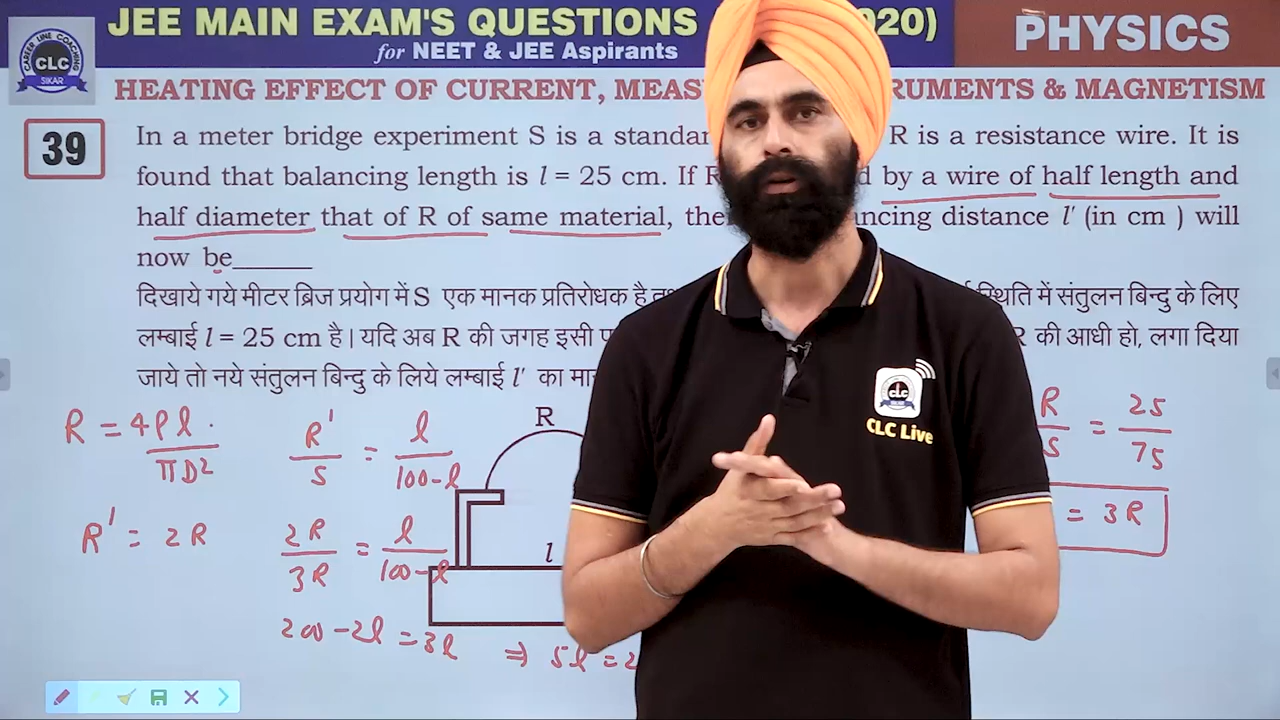 JEE MAIN EXAM'S QUESTIONS 20)
for NEET & JEE Aspirants
PHYSICS
CAREER LINE COACHING
CLC
SIKAR
HEATING EFFECT OF CURRENT, MEAS RUMENTS & MAGNETISM
39
In a meter bridge experiment S is a standar R is a resistance wire. It is
found that balancing length is l = 25 cm. If R d by a wire of half length and
half diameter that of R of same material, the ancing distance l' (in cm ) will
now be______
दिखाये गये मीटर ब्रिज प्रयोग में S एक मानक प्रतिरोधक है स्थिति में संतुलन बिन्दु के लिए
लम्बाई l = 25 cm है। यदि अब R की जगह इसी R की आधी हो, लगा दिया
जाये तो नये संतुलन बिन्दु के लिये लम्बाई l' का
R = 4ρl / πD²
R' = 2R
R'/S = l/100-l
2R/3R = l/100-l
200-2l = 3l ⇒ 5l = 2
R
l
R/S = 25/75
= 3R
CLC Live